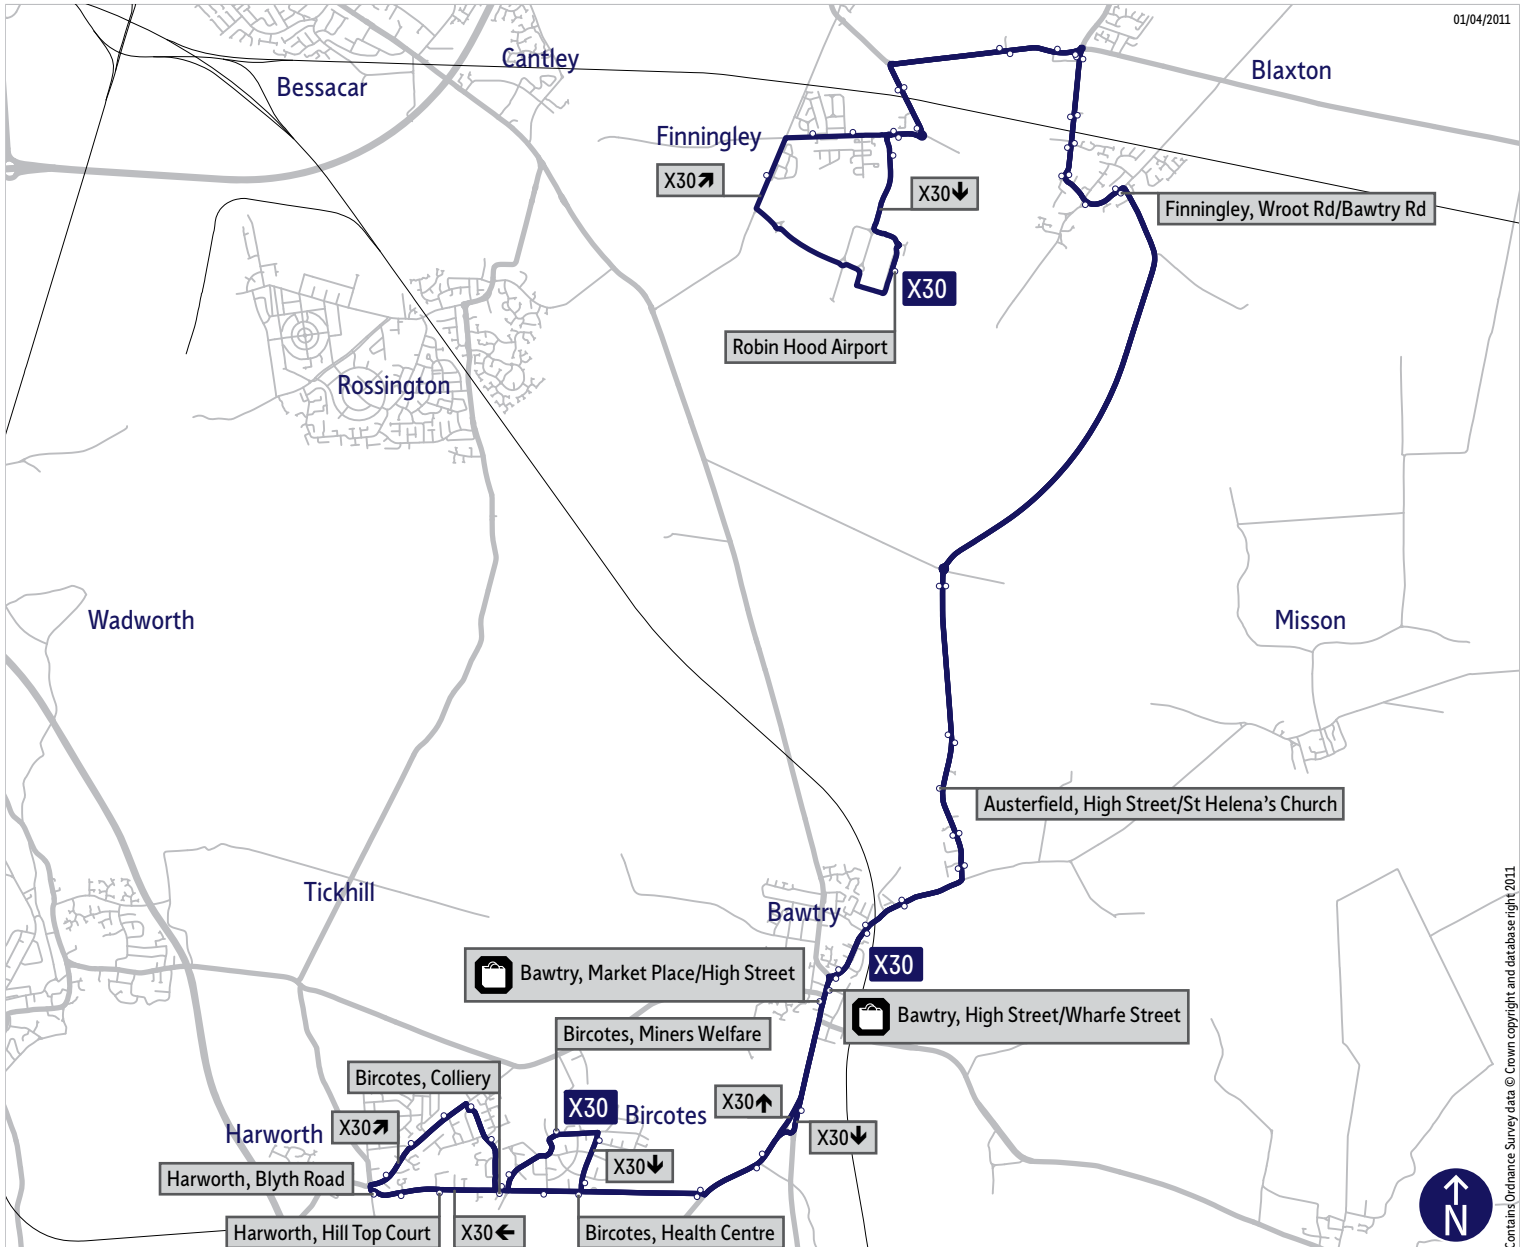 01/04/2011
Cantley
Bessacar
Blaxton
Finningley
X30
X30
Finningley, Wroot Rd/Bawtry Rd
X30
Robin Hood Airport
Rossington
Wadworth
Misson
Austerfield, High Street/St Helena's Church
Tickhill
Bawtry
Bawtry, Market Place/High Street
X30
Bawtry, High Street/Wharfe Street
Bircotes, Miners Welfare
Bircotes, Colliery
X30
Bircotes
X30
X30
Harworth
X30
X30
Harworth, Blyth Road
Harworth, Hill Top Court
X30
Bircotes, Health Centre
N
Contains Ordnance Survey data © Crown copyright and database right 2011